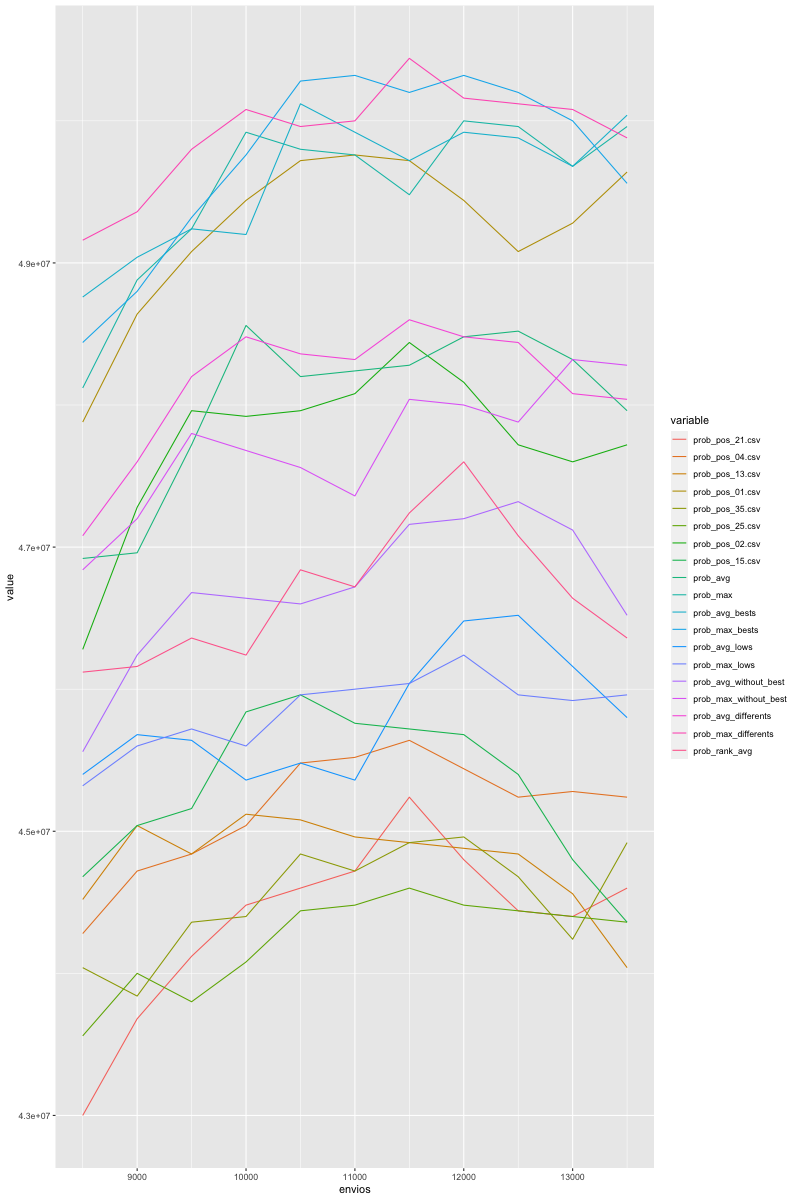 4.9e+07
4.7e+07
4.5e+07
4.3e+07
value
9000 10000 11000 12000 13000
envios
variable
prob_pos_21.csv
prob_pos_04.csv
prob_pos_13.csv
prob_pos_01.csv
prob_pos_35.csv
prob_pos_25.csv
prob_pos_02.csv
prob_pos_15.csv
prob_avg
prob_max
prob_avg_bests
prob_max_bests
prob_avg_lows
prob_max_lows
prob_avg_without_best
prob_max_without_best
prob_avg_differents
prob_max_differents
prob_rank_avg